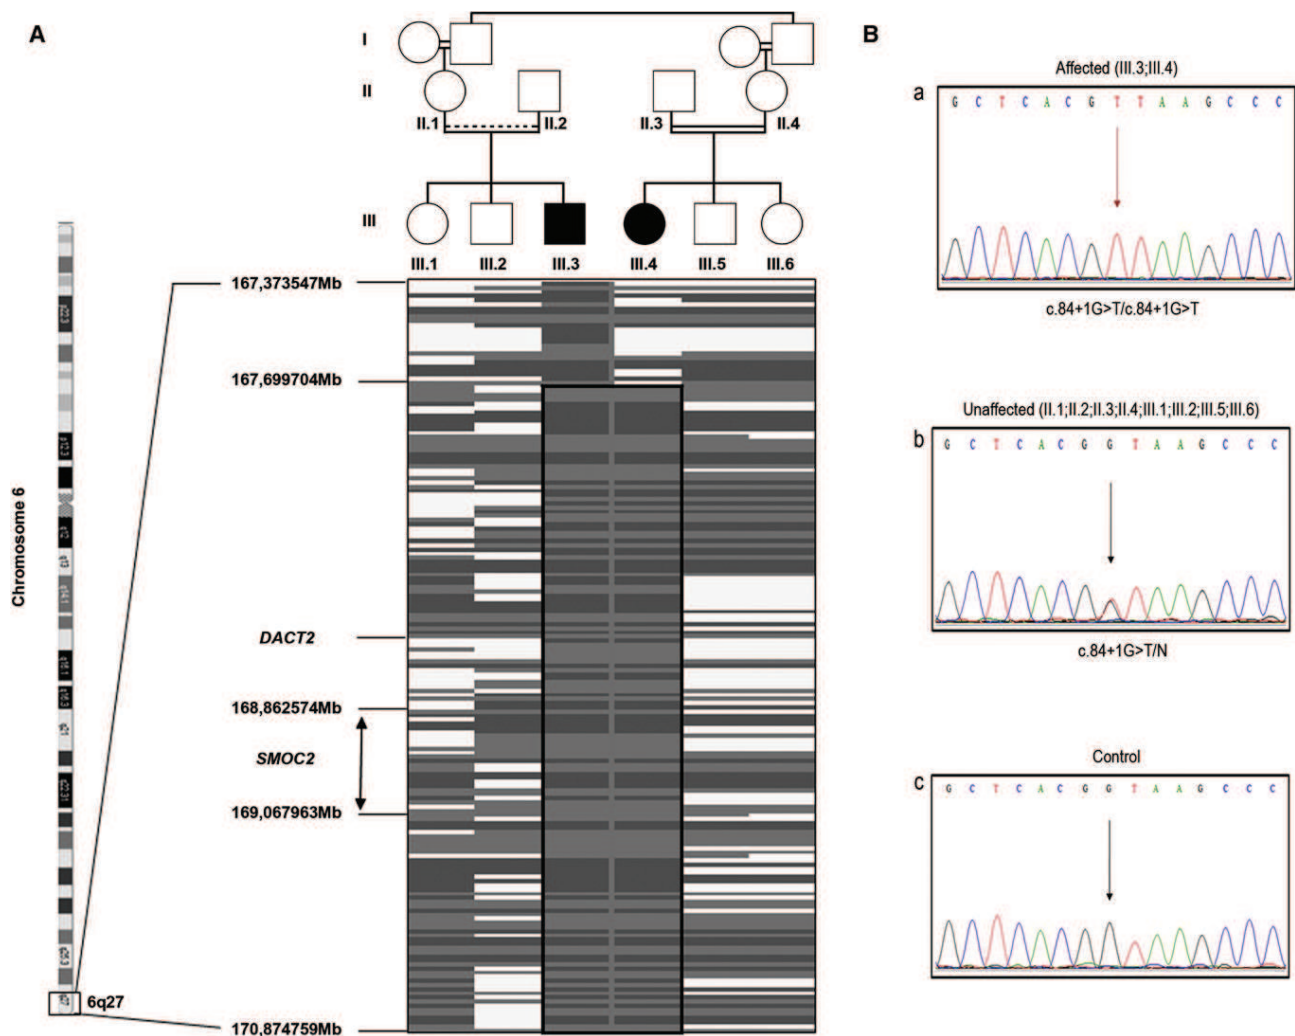 A
B
I
II
II.1
II.2
II.3
II.4
III
III.1
III.2
III.3
III.4
III.5
III.6
Chromosome 6
6q27
167,373547Mb
167,699704Mb
DACT2
168,862574Mb
SMOC2
169,067963Mb
170,874759Mb
a
Affected (III.3;III.4)
G C T C A C G T T A A G C C C
c.84+1G>T/c.84+1G>T
b
Unaffected (II.1;II.2;II.3;II.4;III.1;III.2;III.5;III.6)
G C T C A C G G T A A G C C C
c.84+1G>T/N
c
Control
G C T C A C G G T A A G C C C